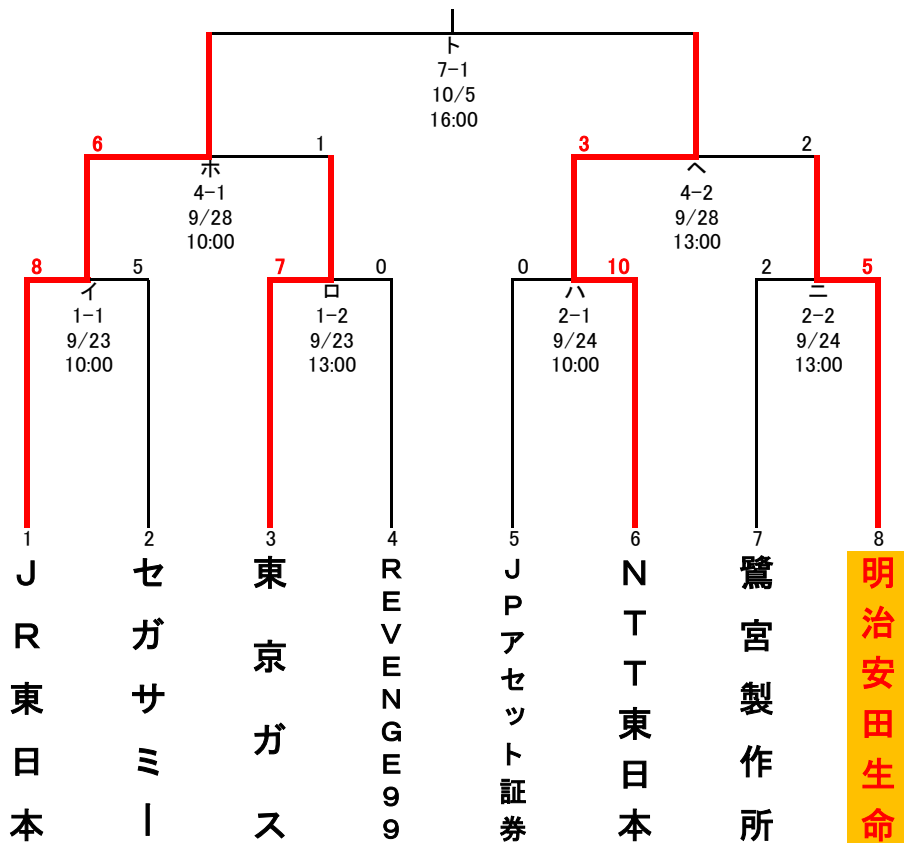 ト
7-1
10/5
16:00
6
1
3
2
ホ
4-1
9/28
10:00
ヘ
4-2
9/28
13:00
8
5
7
0
0
10
2
5
イ
1-1
9/23
10:00
ロ
1-2
9/23
13:00
ハ
2-1
9/24
10:00
ニ
2-2
9/24
13:00
1
2
3
4
5
6
7
8
JR東日本
セガサミー
東京ガス
REVENGE99
JPアセット証券
NTT東日本
鷺宮製作所
明治安田生命